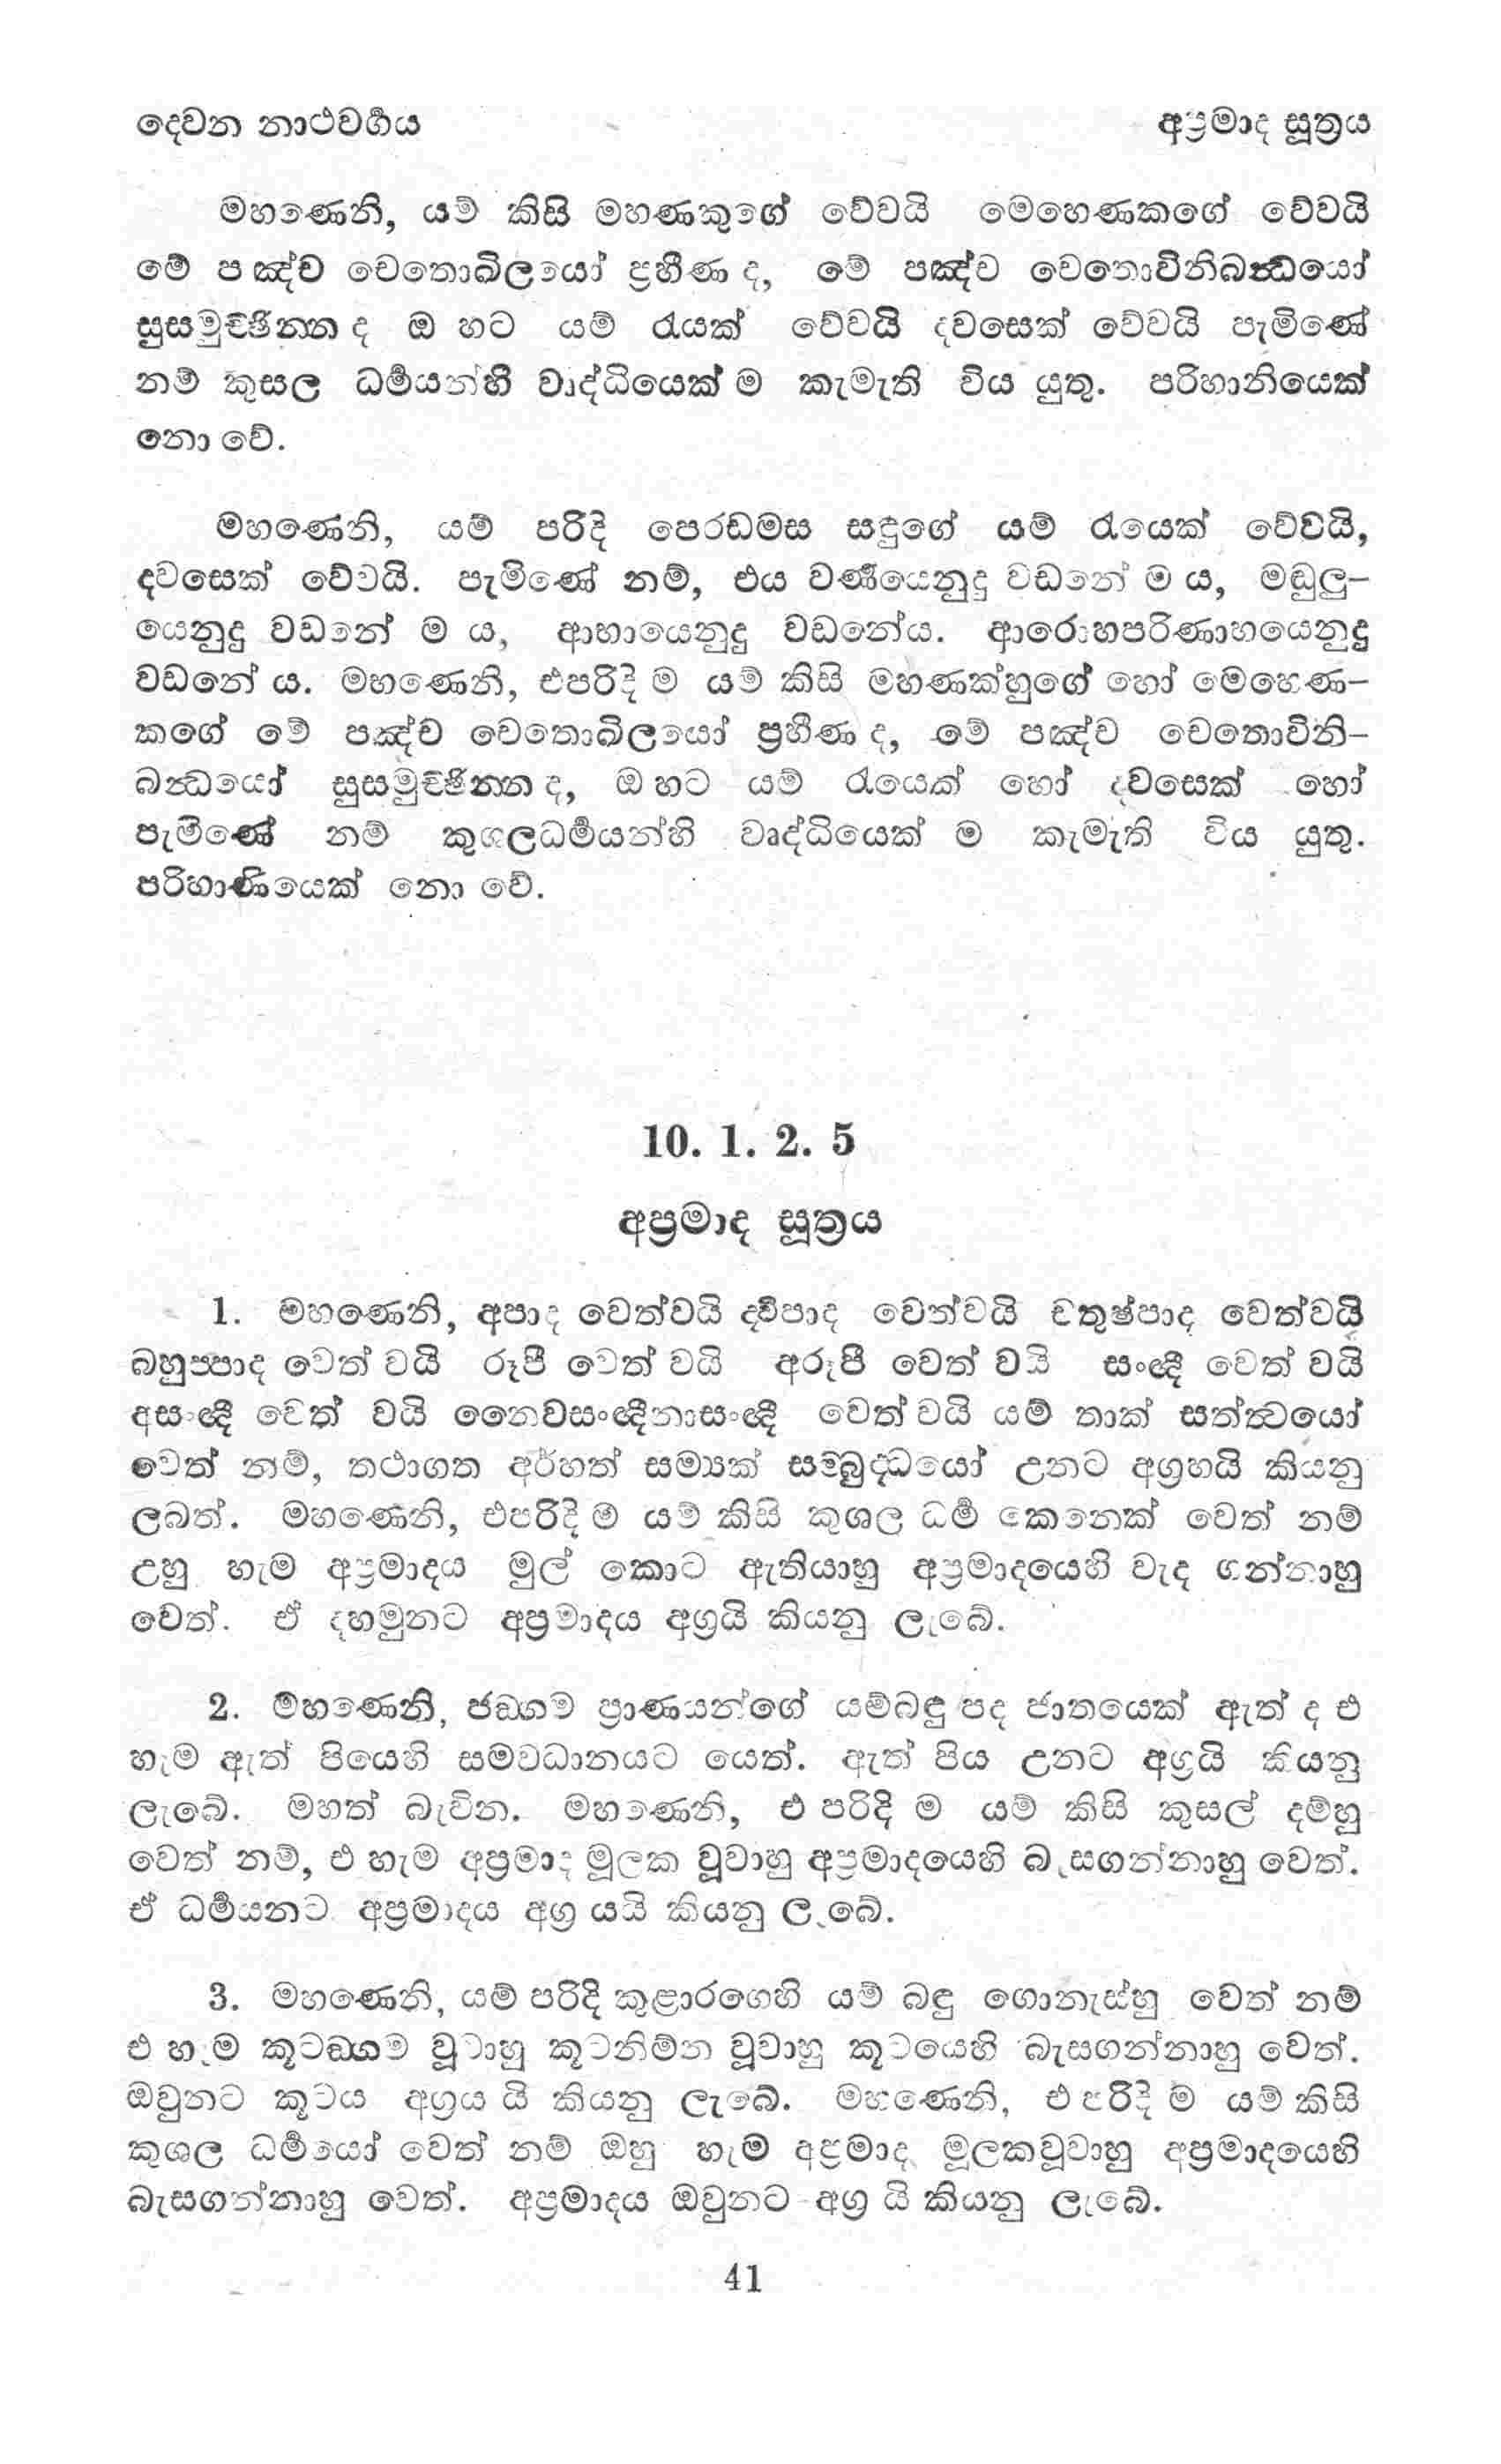 දෙවන නාථවර්‍ගය
අප්‍රමාද සූත්‍රය
මහණෙනි, යම් කිසි මහණකුගේ වේවයි මෙහෙණකගේ වේවයි
මේ පඤ්ච චෙතොඛිලයෝ ප්‍රහීණ ද, මේ පඤ්ච චෙතොවිනිබන්‍ධයෝ
සුසමුච්ඡින්න ද ඔ හට යම් රැයක් වේවයි දවසෙක් වේවයි පැමිණේ
නම් කුසල ධර්‍මයන්හී වෘද්ධියෙක් ම කැමැති විය යුතු. පරිහානියෙක්
නො වේ.
මහණෙනි, යම් පරිදි පෙරඩමස සඳුගේ යම් රැයෙක් වේවයි,
දවසෙක් වේවයි. පැමිණේ නම්, එය වර්‍ණයෙනුදු වඩනේ ම ය, මඬුලු-
යෙනුදු වඩනේ ම ය, ආභායෙනුදු වඩනේය. ආරොහපරිණාහයෙනුදු
වඩනේ ය. මහණෙනි, එපරිදි ම යම් කිසි මහණක්හුගේ හෝ මෙහෙණ-
කගේ මේ පඤ්ච චෙතොඛිලයෝ ප්‍රහීණ ද, මේ පඤ්ච චෙතොවිනි-
බන්‍ධයෝ සුසමුච්ඡින්න ද, ඔ හට යම් රැයෙක් හෝ දවසෙක් හෝ
පැමිණේ නම් කුශලධර්‍මයන්හි වෘද්ධියෙක් ම කැමැති විය යුතු.
පරිහාණියෙක් නො වේ.
10. 1. 2. 5
අප්‍රමාද සූත්‍රය
1. මහණෙනි, අපාද වෙත්වයි ද්විපාද වෙත්වයි චතුෂ්පාද වෙත්වයි
බහුප්පාද වෙත් වයි රූපී වෙත් වයි අරූපී වෙත් වයි සංඥී වෙත් වයි
අසංඥී වෙත් වයි නෛවසංඥීනාසංඥී වෙත් වයි යම් තාක් සත්ත්‍වයෝ
වෙත් නම්, තථාගත අර්හත් සම්‍යක් සම්බුද්ධයෝ උනට අග්‍රහයි කියනු
ලබත්. මහණෙනි, එපරිදි ම යම් කිසි කුශල ධර්‍ම කෙනෙක් වෙත් නම්
උහු හැම අප්‍රමාදය මුල් කොට ඇතියාහු අප්‍රමාදයෙහි වැද ගන්නාහු
වෙත්. ඒ දහමුනට අප්‍රමාදය අග්‍රයි කියනු ලැබේ.
2. මහණෙනි, ජඞ්ගම ප්‍රාණයන්ගේ යම්බඳු පද ජාතයෙක් ඇත් ද එ
හැම ඇත් පියෙහි සමවධානයට යෙත්. ඇත් පිය උනට අග්‍රයි කියනු
ලැබේ. මහත් බැවින. මහණෙනි, එ පරිදි ම යම් කිසි කුසල් දම්හු
වෙත් නම්, එ හැම අප්‍රමාද මූලක වූවාහු අප්‍රමාදයෙහි බැසගන්නාහු වෙත්.
ඒ ධර්‍මයනට අප්‍රමාදය අග්‍ර යයි කියනු ලැබේ.
3. මහණෙනි, යම් පරිදි කුළාරගෙහි යම් බඳු ගොනැස්හු වෙත් නම්
එ හැම කූටඞ්ගම වූවාහු කූටනිම්න වූවාහු කූටයෙහි බැසගන්නාහු වෙත්.
ඔවුනට කූටය අග්‍රය යි කියනු ලැබේ. මහණෙනි, එ පරිදි ම යම් කිසි
කුශල ධර්‍මයෝ වෙත් නම් ඔහු හැම අප්‍රමාද මූලකවූවාහු අප්‍රමාදයෙහි
බැසගන්නාහු වෙත්. අප්‍රමාදය ඔවුනට අග්‍ර යි කියනු ලැබේ.
41